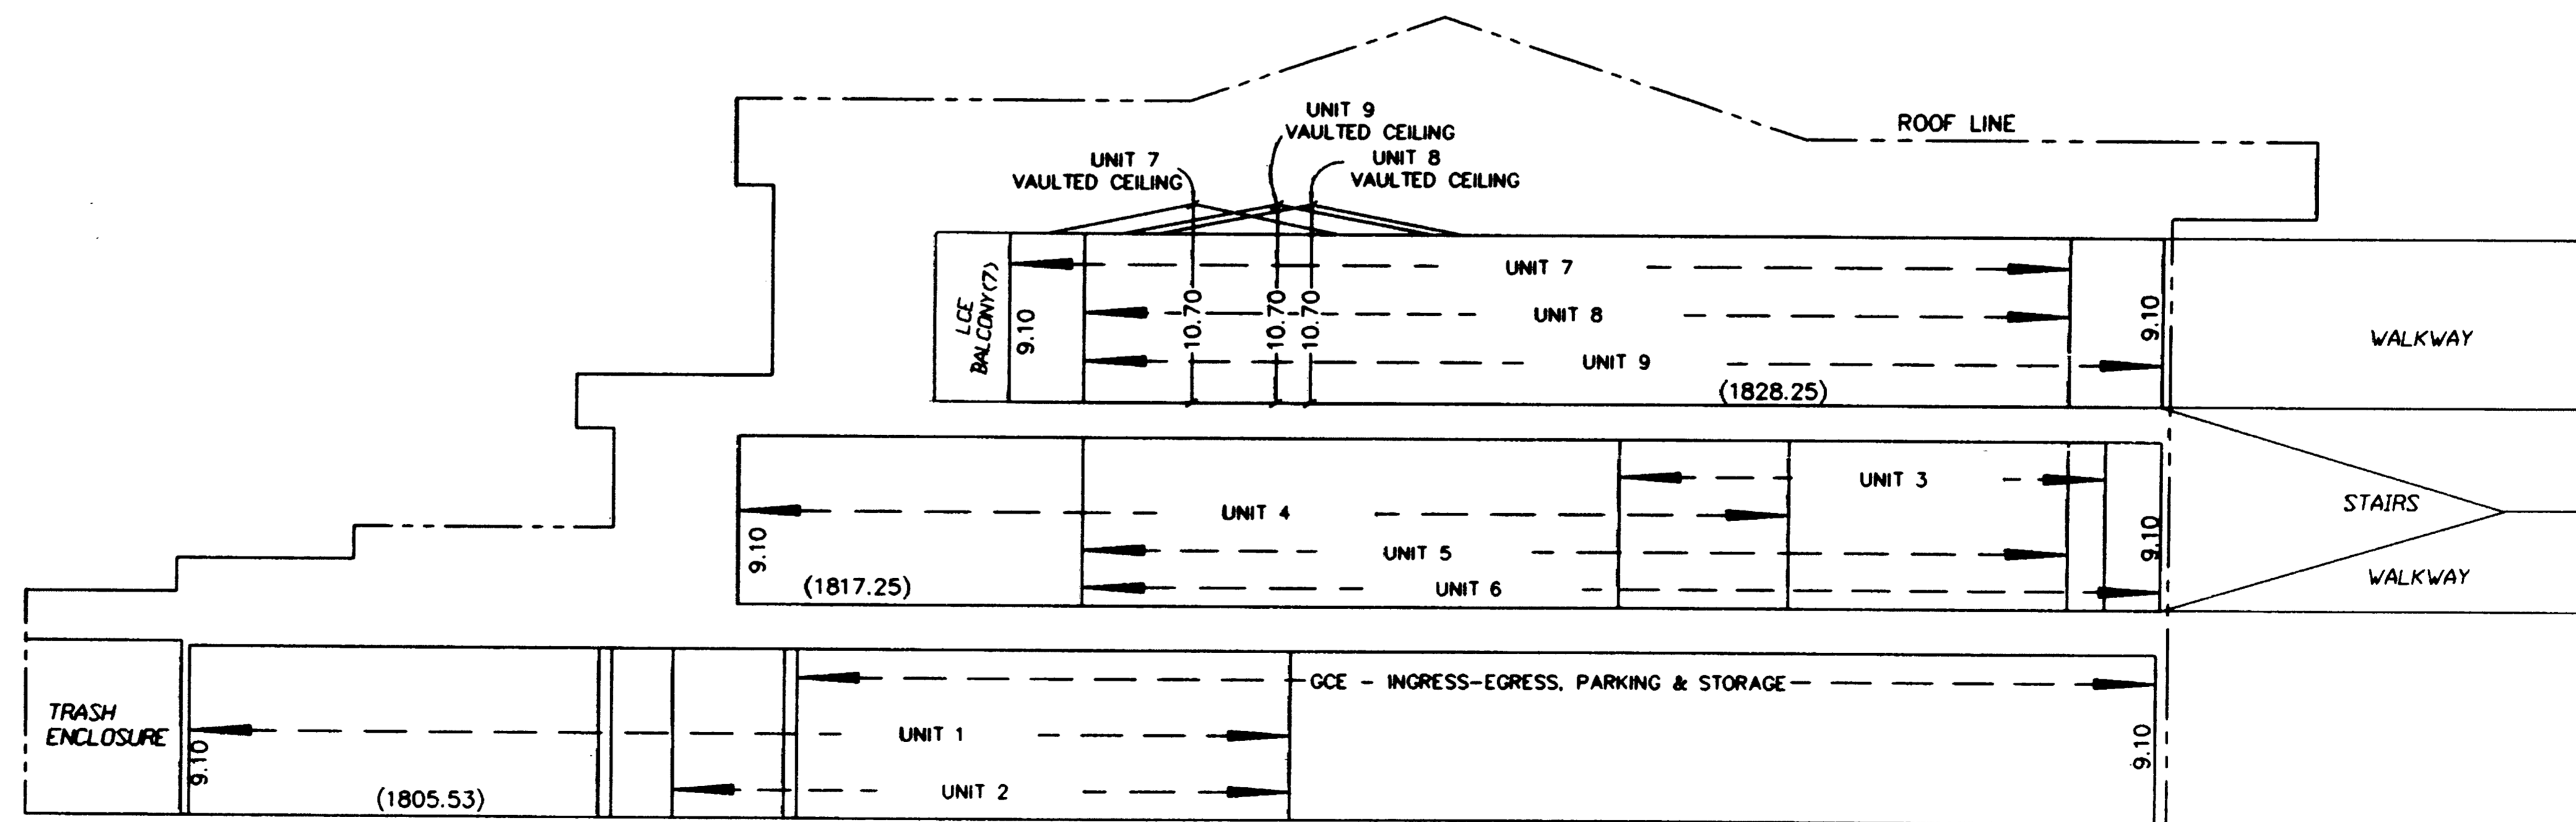 ROOF LINE
UNIT 9
VAULTED CEILING
UNIT 7
VAULTED CEILING
UNIT 8
VAULTED CEILING
LCE
BALCONY(7)
9.10
10.70
10.70
10.70
UNIT 7
UNIT 8
UNIT 9
(1828.25)
9.10
WALKWAY
UNIT 3
UNIT 4
UNIT 5
UNIT 6
9.10
(1817.25)
9.10
STAIRS
WALKWAY
TRASH
ENCLOSURE
9.10
GCE - INGRESS-EGRESS, PARKING & STORAGE
UNIT 1
UNIT 2
(1805.53)
9.10